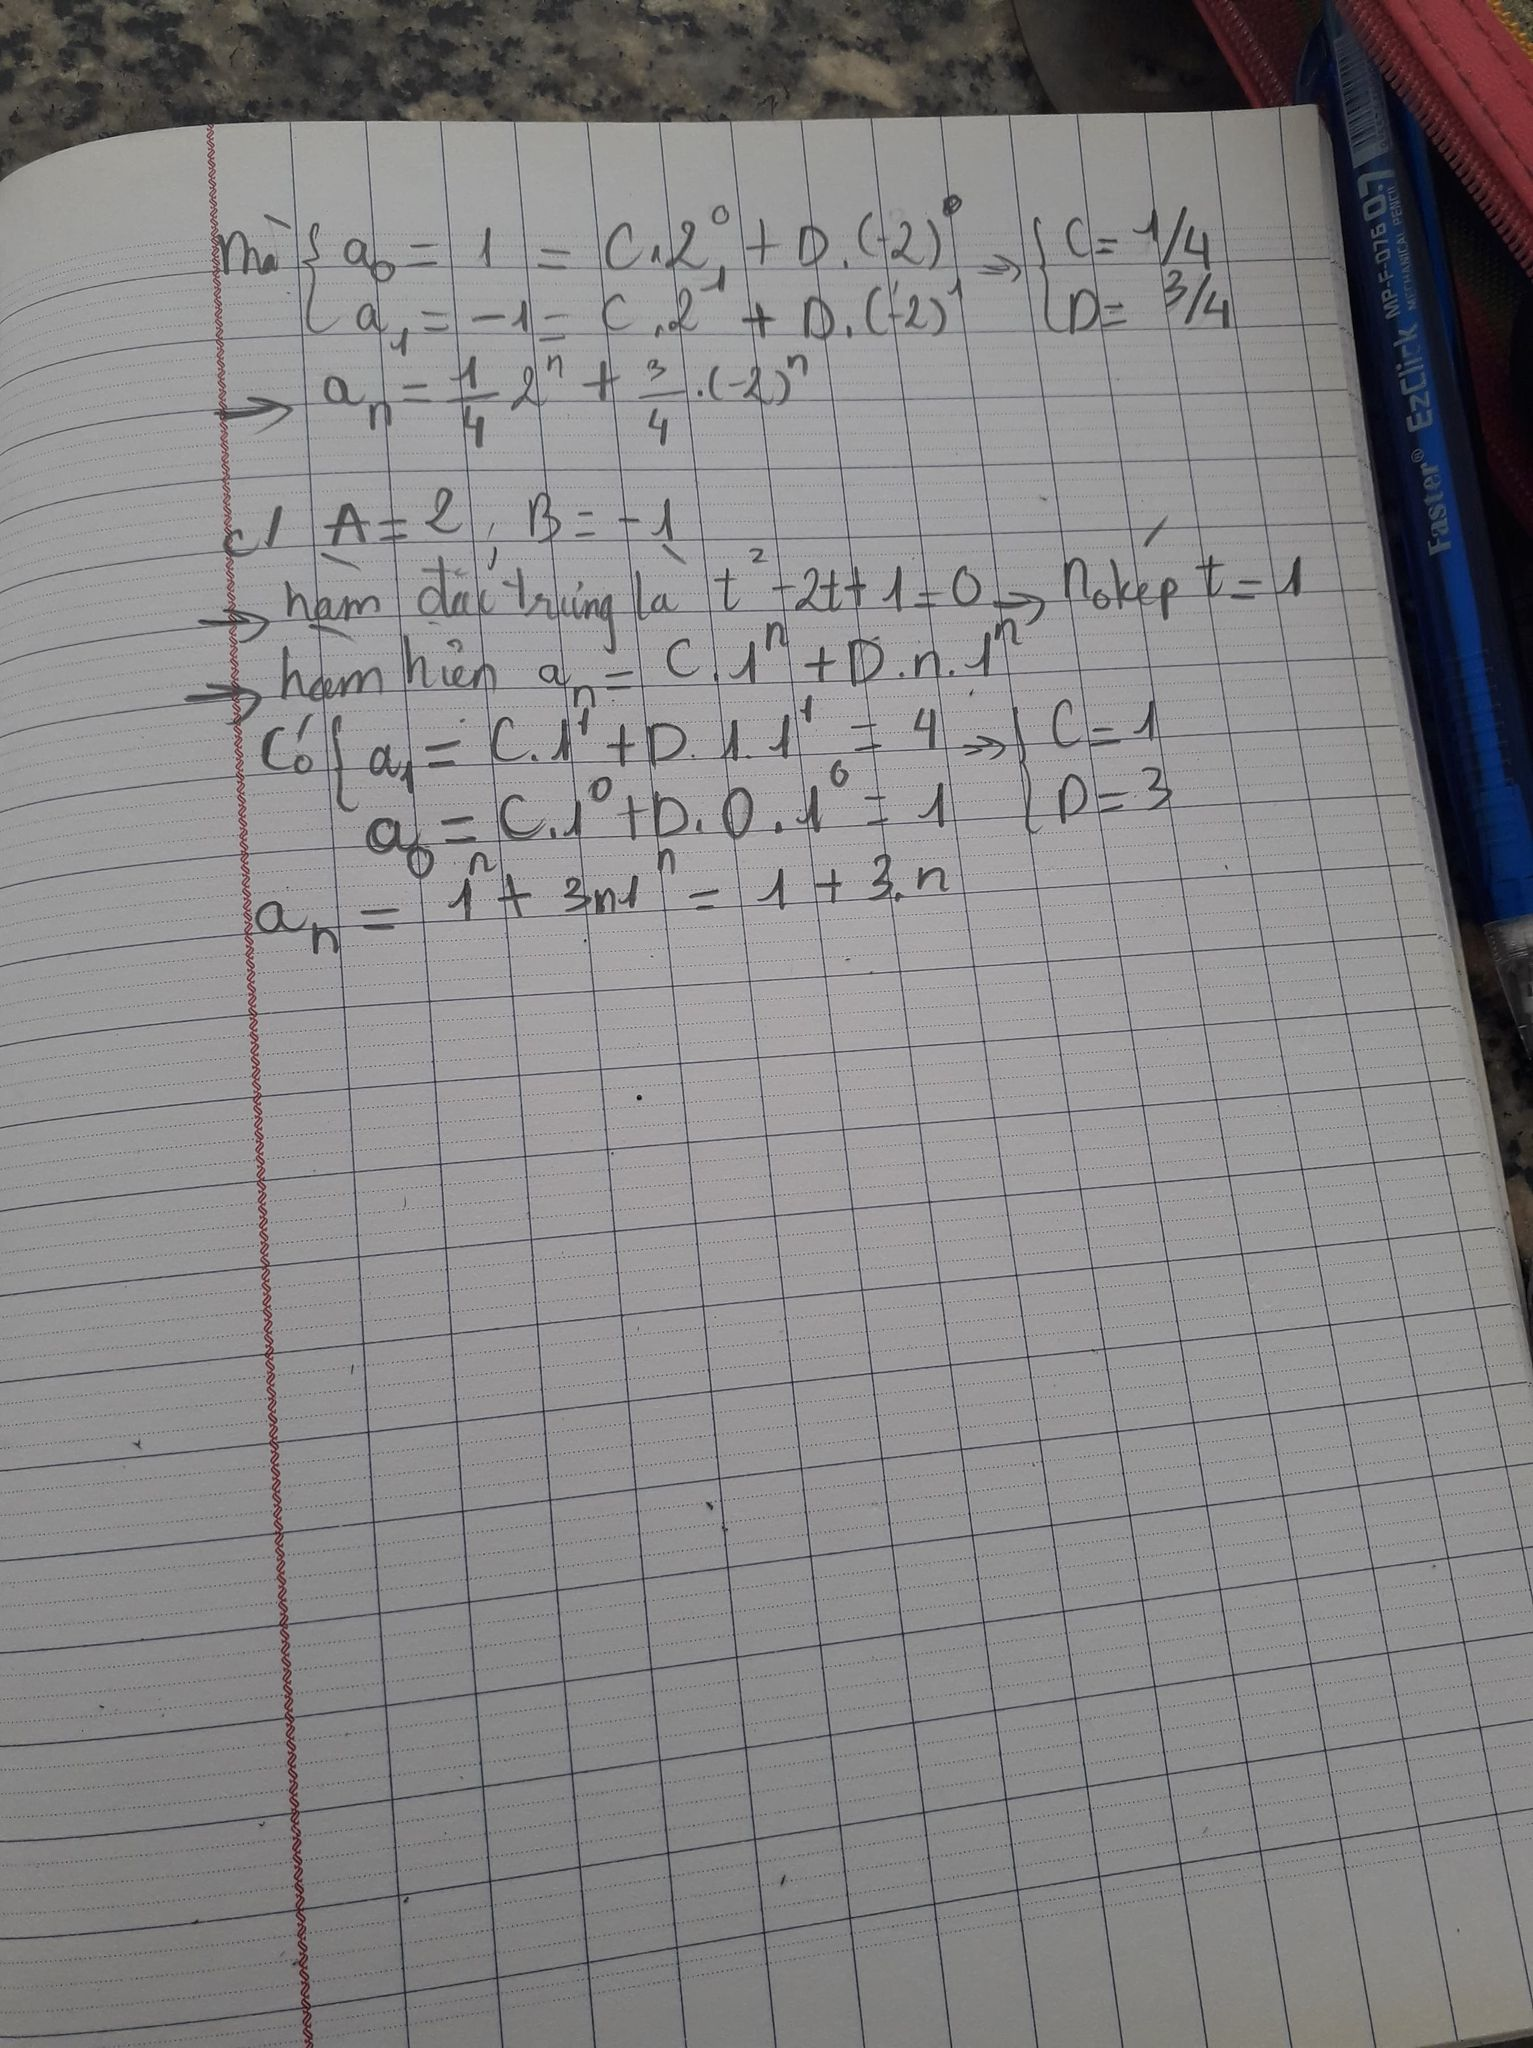 mà { a₀ = 1 = C.2⁰ + D.(-2)⁰ => { C = 1/4
a₁ = -1 = C.2¹ + D.(-2)¹ D = 3/4
→ aₙ = 1/4 2ⁿ + 3/4 .(-2)ⁿ
c/ A = 2, B = -1
→ hàm đặc trưng là t² - 2t + 1 = 0 → nₒ kép t = 1
→ hàm hiện aₙ = C.1ⁿ + D.n.1ⁿ
Có { a₁ = C.1¹ + D.1.1¹ = 4 => { C = 1
a₀ = C.1⁰ + D.0.1⁰ = 1 D = 3
aₙ = 1ⁿ + 3n1ⁿ = 1 + 3.n
Faster® EzClick MP-F-076 0.7
MECHANICAL PENCIL